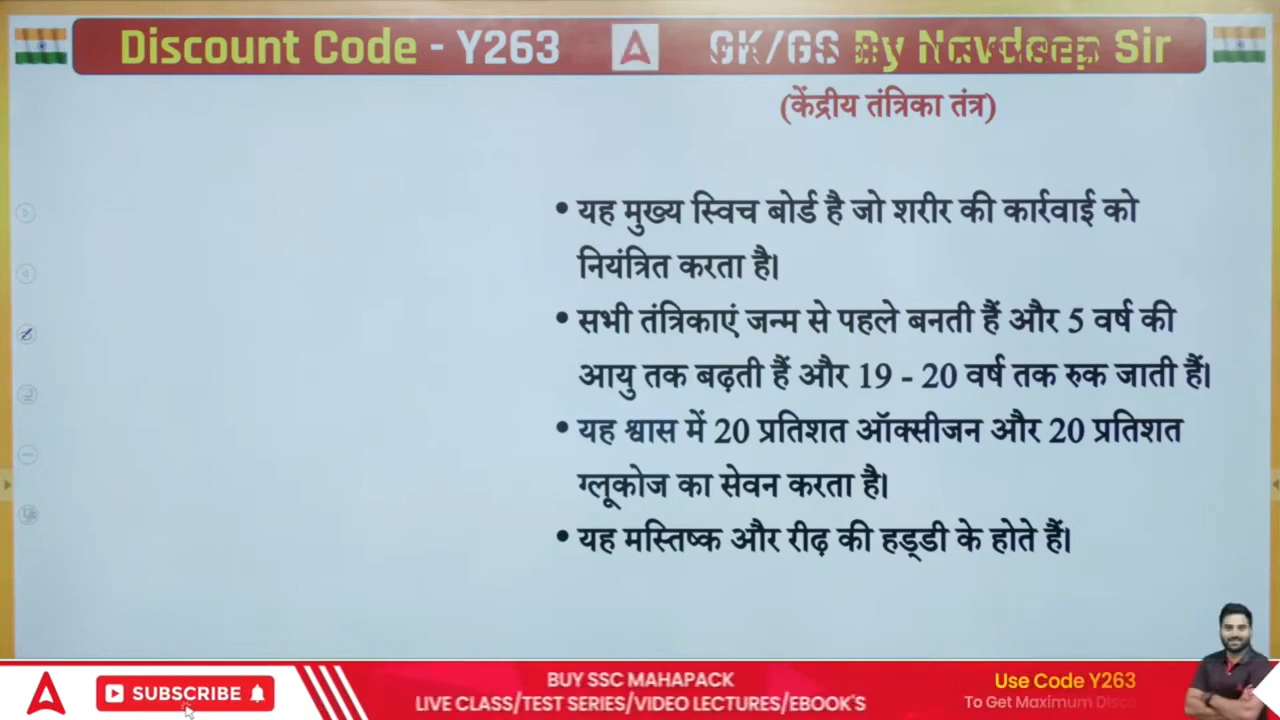 Discount Code - Y263
GK/GS By Navdeep Sir
(केंद्रीय तंत्रिका तंत्र)
• यह मुख्य स्विच बोर्ड है जो शरीर की कार्रवाई को
नियंत्रित करता है।
• सभी तंत्रिकाएं जन्म से पहले बनती हैं और 5 वर्ष की
आयु तक बढ़ती हैं और 19 - 20 वर्ष तक रुक जाती हैं।
• यह श्वास में 20 प्रतिशत ऑक्सीजन और 20 प्रतिशत
ग्लूकोज का सेवन करता है।
• यह मस्तिष्क और रीढ़ की हड्डी के होते हैं।
SUBSCRIBE
BUY SSC MAHAPACK
LIVE CLASS/TEST SERIES/VIDEO LECTURES/EBOOK'S
Use Code Y263
To Get Maximum Disco